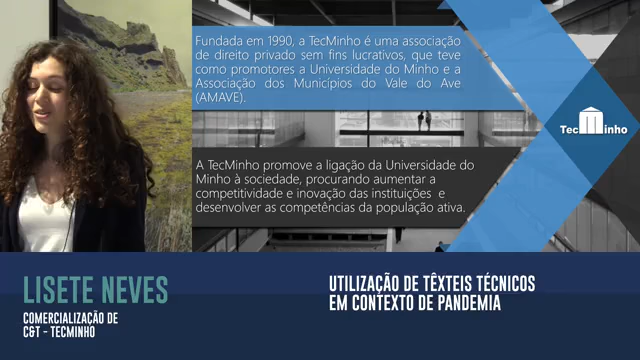 Fundada em 1990, a TecMinho é uma associação
de direito privado sem fins lucrativos, que teve
como promotores a Universidade do Minho e a
Associação dos Municípios do Vale do Ave
(AMAVE).
TecMinho
A TecMinho promove a ligação da Universidade do
Minho à sociedade, procurando aumentar a
competitividade e inovação das instituições e
desenvolver as competências da população ativa.
LISETE NEVES
COMERCIALIZAÇÃO DE
C&T - TECMINHO
UTILIZAÇÃO DE TÊXTEIS TÉCNICOS
EM CONTEXTO DE PANDEMIA